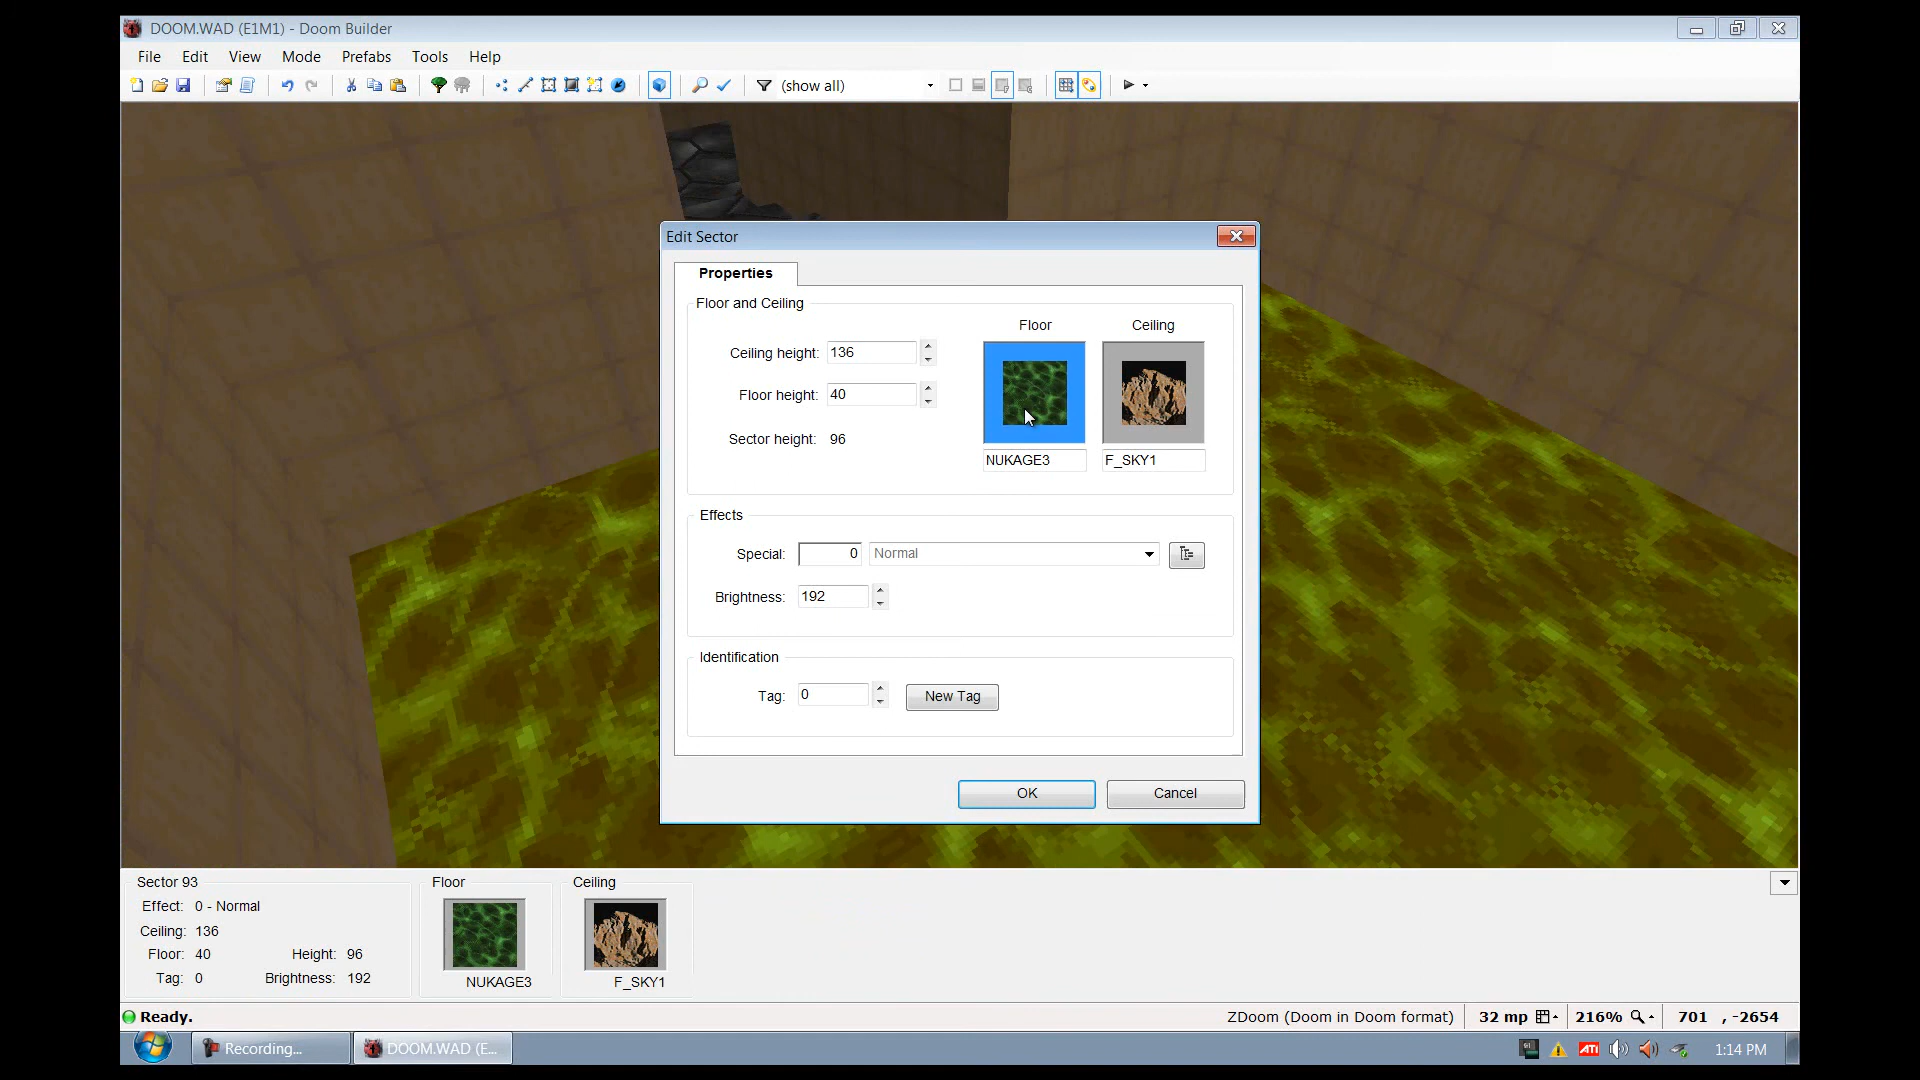 DOOM.WAD (E1M1) - Doom Builder
File Edit View Mode Prefabs Tools Help
(show all)
Edit Sector
Properties
Floor and Ceiling
Floor Ceiling
Ceiling height: 136
Floor height: 40
Sector height: 96
NUKAGE3 F_SKY1
Effects
Special: 0 Normal
Brightness: 192
Identification
Tag: 0 New Tag
OK Cancel
Sector 93 Floor Ceiling
Effect: 0 - Normal
Ceiling: 136
Floor: 40 Height: 96
Tag: 0 Brightness: 192
NUKAGE3 F_SKY1
Ready. ZDoom (Doom in Doom format) 32 mp 216% 701 , -2654
Recording... DOOM.WAD (E... ATI 1:14 PM